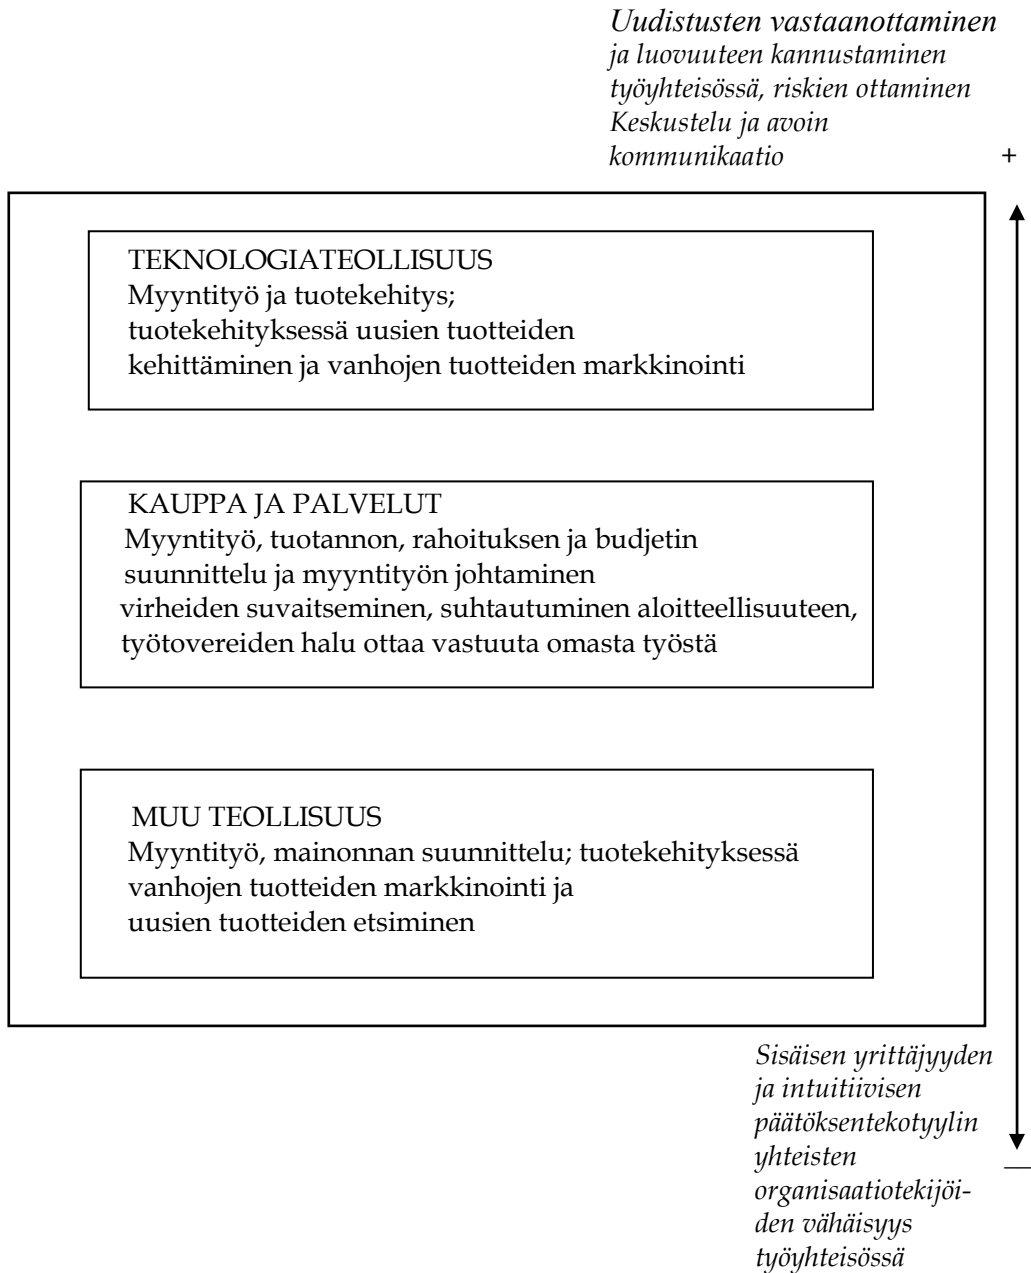 Uudistusten vastaanottaminen
ja luovuuteen kannustaminen
työyhteisössä, riskien ottaminen
Keskustelu ja avoin
kommunikaatio +
TEKNOLOGIATEOLLISUUS
Myyntityö ja tuotekehitys;
tuotekehityksessä uusien tuotteiden
kehittäminen ja vanhojen tuotteiden markkinointi
KAUPPA JA PALVELUT
Myyntityö, tuotannon, rahoituksen ja budjetin
suunnittelu ja myyntityön johtaminen
virheiden suvaitseminen, suhtautuminen aloitteellisuuteen,
työtovereiden halu ottaa vastuuta omasta työstä
MUU TEOLLISUUS
Myyntityö, mainonnan suunnittelu; tuotekehityksessä
vanhojen tuotteiden markkinointi ja
uusien tuotteiden etsiminen
Sisäisen yrittäjyyden
ja intuitiivisen
päätöksentekotyylin
yhteisten —
organisaatiotekijöi-
den vähäisyys
työyhteisössä